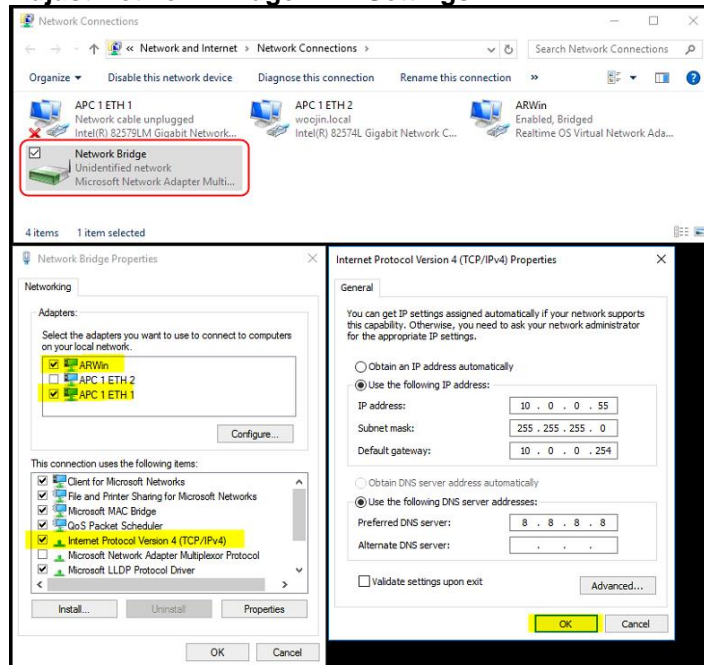 Network Connections
« Network and Internet › Network Connections ›
Search Network Connections
Organize Disable this network device Diagnose this connection Rename this connection »
APC 1 ETH 1
Network cable unplugged
Intel(R) 82579LM Gigabit Network...
APC 1 ETH 2
woojin.local
Intel(R) 82574L Gigabit Network C...
ARWin
Enabled, Bridged
Realtime OS Virtual Network Ada...
Network Bridge
Unidentified network
Microsoft Network Adapter Multi...
4 items 1 item selected
Network Bridge Properties
Networking
Adapters:
Select the adapters you want to use to connect to computers
on your local network.
ARWin
APC 1 ETH 2
APC 1 ETH 1
Configure...
This connection uses the following items:
Client for Microsoft Networks
File and Printer Sharing for Microsoft Networks
Microsoft MAC Bridge
QoS Packet Scheduler
Internet Protocol Version 4 (TCP/IPv4)
Microsoft Network Adapter Multiplexor Protocol
Microsoft LLDP Protocol Driver
Install... Uninstall Properties
OK Cancel
Internet Protocol Version 4 (TCP/IPv4) Properties
General
You can get IP settings assigned automatically if your network supports
this capability. Otherwise, you need to ask your network administrator
for the appropriate IP settings.
Obtain an IP address automatically
Use the following IP address:
IP address: 10 . 0 . 0 . 55
Subnet mask: 255 . 255 . 255 . 0
Default gateway: 10 . 0 . 0 . 254
Obtain DNS server address automatically
Use the following DNS server addresses:
Preferred DNS server: 8 . 8 . 8 . 8
Alternate DNS server: . . .
Validate settings upon exit
Advanced...
OK Cancel